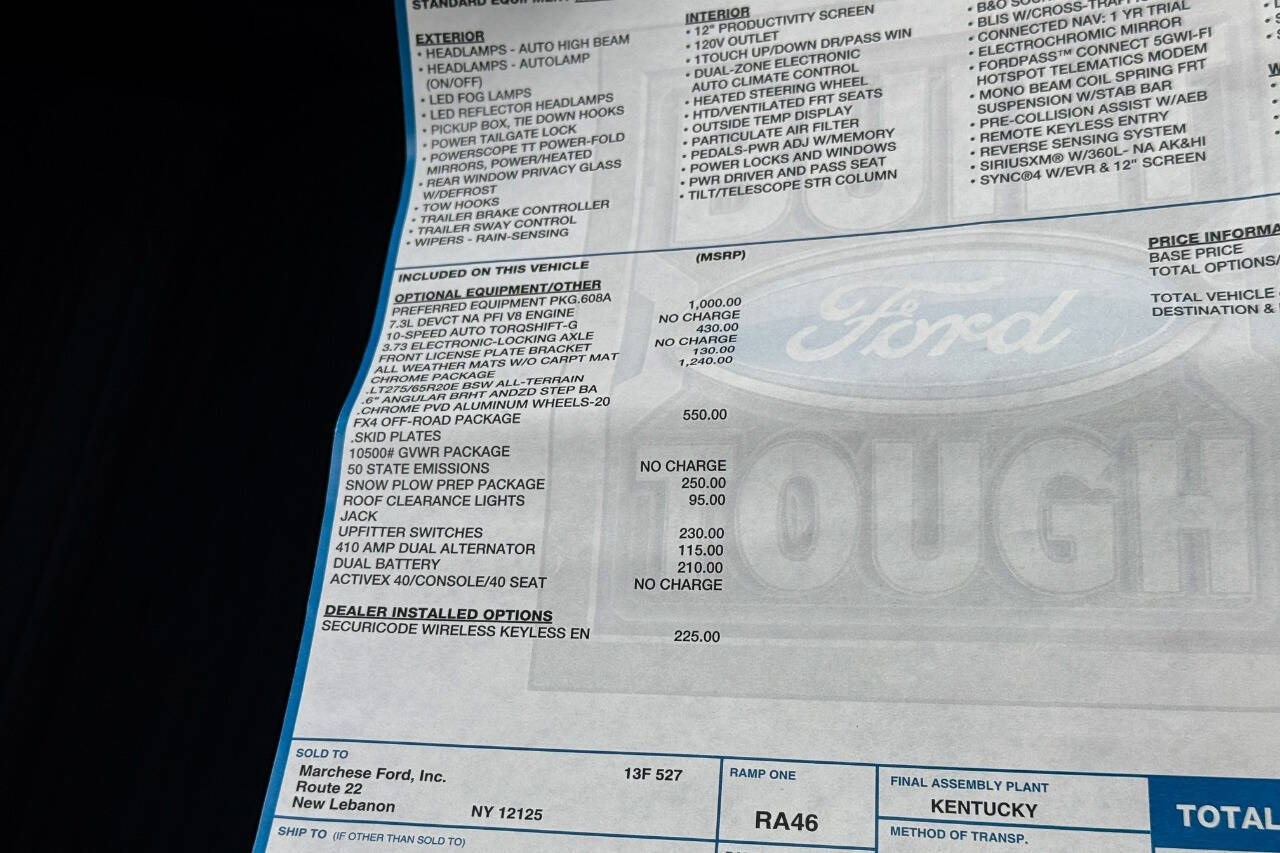 STANDARD EQUIPMENT
EXTERIOR
• HEADLAMPS - AUTO HIGH BEAM
• HEADLAMPS - AUTOLAMP
(ON/OFF)
• LED FOG LAMPS
• LED REFLECTOR HEADLAMPS
• PICKUP BOX, TIE DOWN HOOKS
• POWER TAILGATE LOCK
• POWERSCOPE TT POWER-FOLD
MIRRORS, POWER/HEATED
• REAR WINDOW PRIVACY GLASS
W/DEFROST
• TOW HOOKS
• TRAILER BRAKE CONTROLLER
• TRAILER SWAY CONTROL
• WIPERS - RAIN-SENSING
INTERIOR
• 12" PRODUCTIVITY SCREEN
• 120V OUTLET
• 1TOUCH UP/DOWN DR/PASS WIN
• DUAL-ZONE ELECTRONIC
AUTO CLIMATE CONTROL
• HEATED STEERING WHEEL
• HTD/VENTILATED FRT SEATS
• OUTSIDE TEMP DISPLAY
• PARTICULATE AIR FILTER
• PEDALS-PWR ADJ W/MEMORY
• POWER LOCKS AND WINDOWS
• PWR DRIVER AND PASS SEAT
• TILT/TELESCOPE STR COLUMN
• B&O
• BLIS W/CROSS-TRAFFI
• CONNECTED NAV: 1 YR TRIAL
• ELECTROCHROMIC MIRROR
• FORDPASS™ CONNECT 5GWI-FI
HOTSPOT TELEMATICS MODEM
• MONO BEAM COIL SPRING FRT
SUSPENSION W/STAB BAR
• PRE-COLLISION ASSIST W/AEB
• REMOTE KEYLESS ENTRY
• REVERSE SENSING SYSTEM
• SIRIUSXM® W/360L- NA AK&HI
• SYNC®4 W/EVR & 12" SCREEN
INCLUDED ON THIS VEHICLE (MSRP)
OPTIONAL EQUIPMENT/OTHER
PREFERRED EQUIPMENT PKG.608A
7.3L DEVCT NA PFI V8 ENGINE 1,000.00
10-SPEED AUTO TORQSHIFT-G NO CHARGE
3.73 ELECTRONIC-LOCKING AXLE 430.00
FRONT LICENSE PLATE BRACKET NO CHARGE
ALL WEATHER MATS W/O CARPT MAT 130.00
CHROME PACKAGE 1,240.00
.LT275/65R20E BSW ALL-TERRAIN
.6" ANGULAR BRHT ANDZD STEP BA
.CHROME PVD ALUMINUM WHEELS-20
FX4 OFF-ROAD PACKAGE 550.00
.SKID PLATES
10500# GVWR PACKAGE
50 STATE EMISSIONS NO CHARGE
SNOW PLOW PREP PACKAGE 250.00
ROOF CLEARANCE LIGHTS 95.00
JACK
UPFITTER SWITCHES 230.00
410 AMP DUAL ALTERNATOR 115.00
DUAL BATTERY 210.00
ACTIVEX 40/CONSOLE/40 SEAT NO CHARGE
DEALER INSTALLED OPTIONS
SECURICODE WIRELESS KEYLESS EN 225.00
PRICE INFORMA
BASE PRICE
TOTAL OPTIONS/
TOTAL VEHICLE
DESTINATION &
BUILT
Ford
TOUGH
SOLD TO
Marchese Ford, Inc. 13F 527
Route 22
New Lebanon NY 12125
SHIP TO (IF OTHER THAN SOLD TO)
RAMP ONE
RA46
FINAL ASSEMBLY PLANT
KENTUCKY
METHOD OF TRANSP.
TOTAL